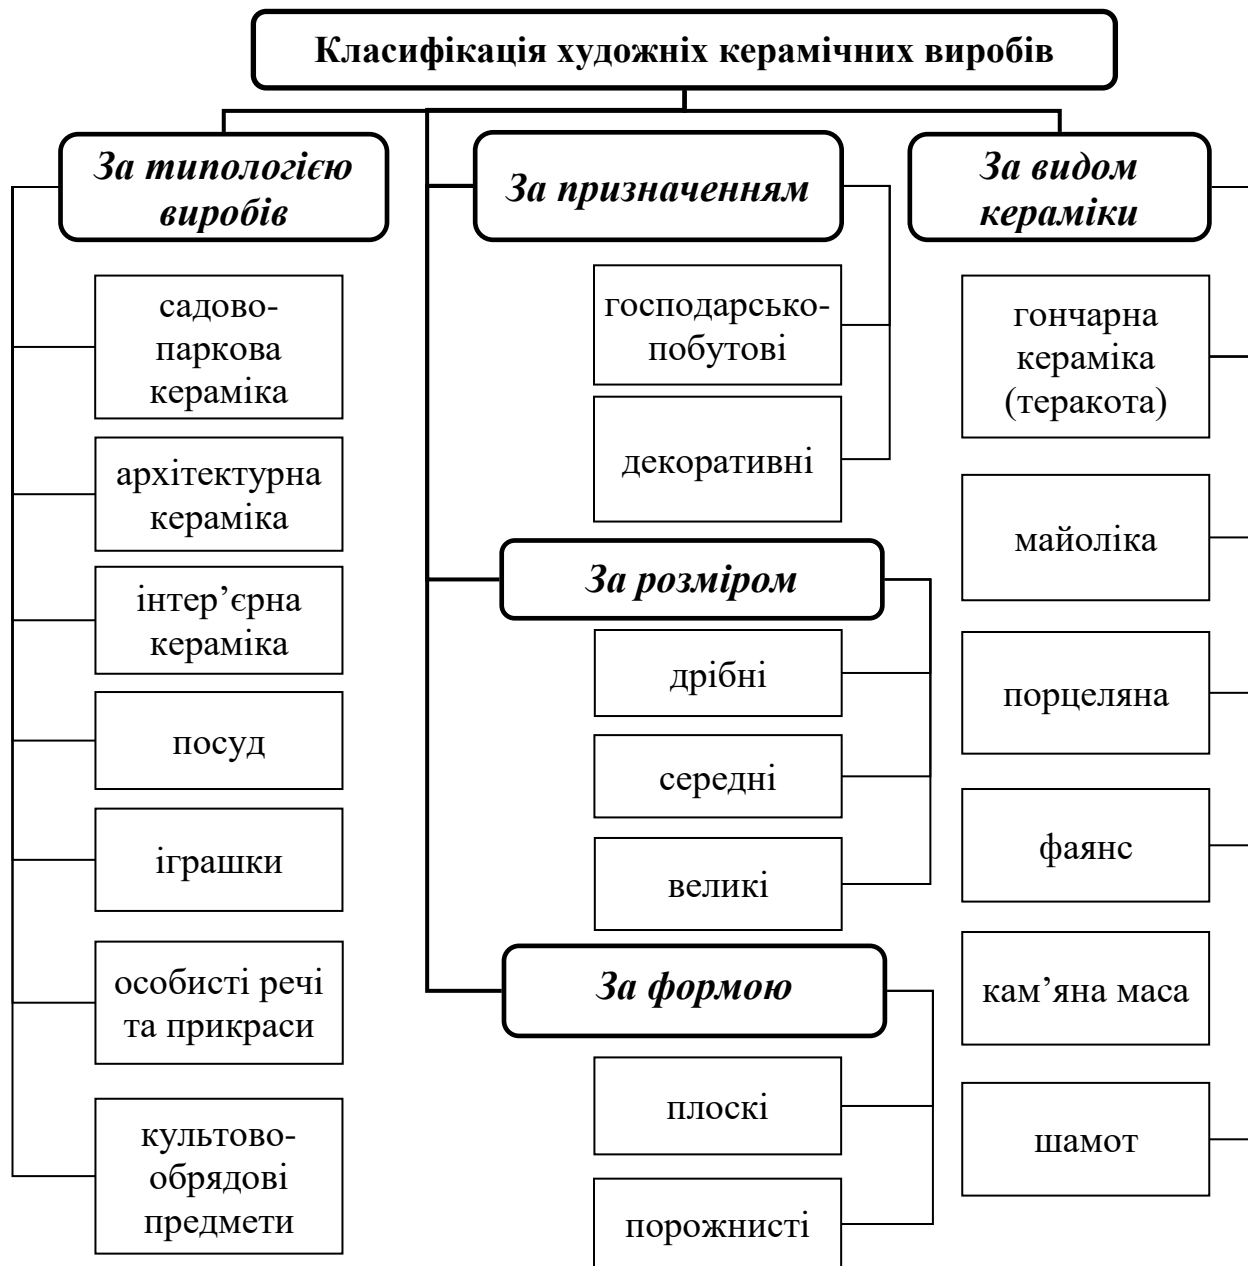 Класифікація художніх керамічних виробів
За типологією
виробів
садово-
паркова
кераміка
архітектурна
кераміка
інтер’єрна
кераміка
посуд
іграшки
особисті речі
та прикраси
культово-
обрядові
предмети
За призначенням
господарсько-
побутові
декоративні
За розміром
дрібні
середні
великі
За формою
плоскі
порожнисті
За видом
кераміки
гончарна
кераміка
(теракота)
майоліка
порцеляна
фаянс
кам’яна маса
шамот